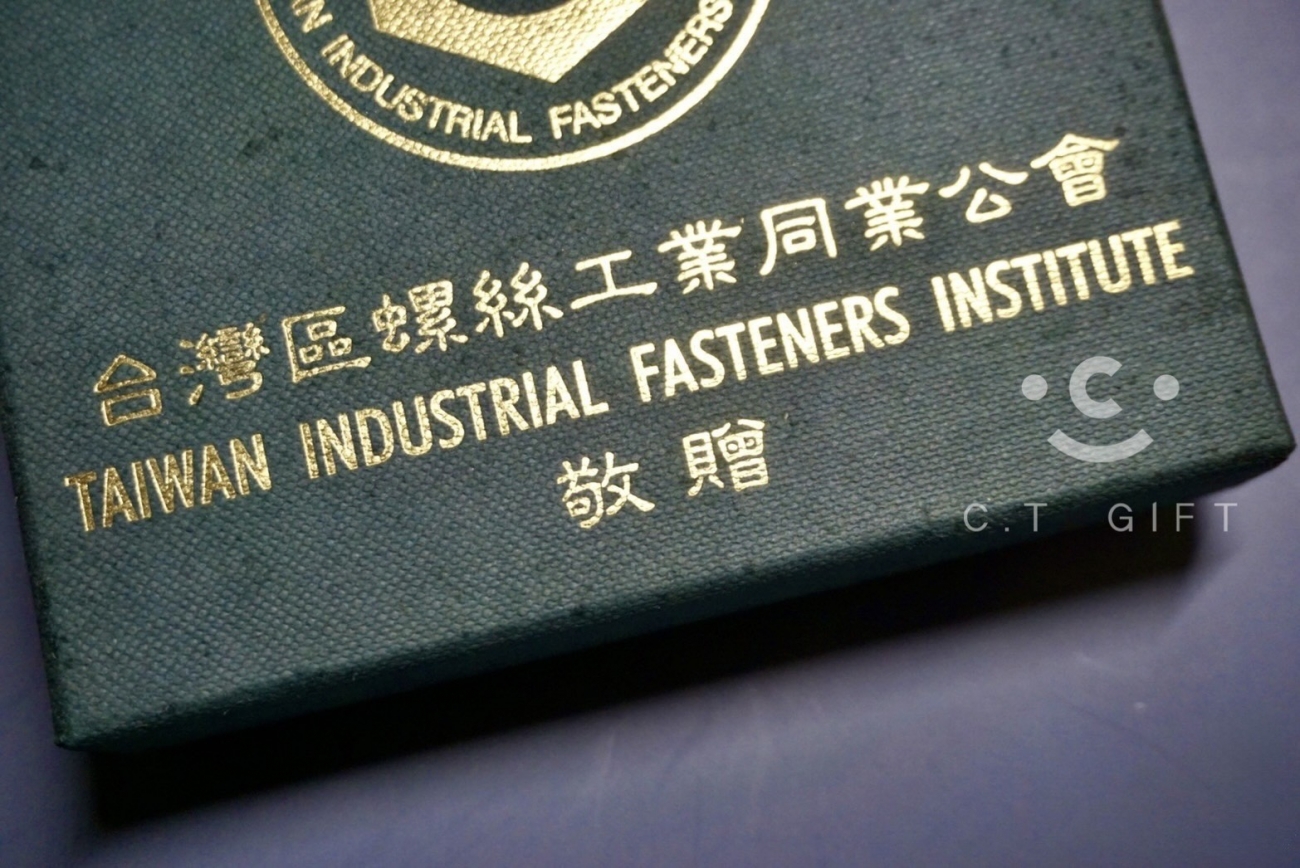 INDUSTRIAL FASTENERS
台灣區螺絲工業同業公會
TAIWAN INDUSTRIAL FASTENERS INSTITUTE
敬贈
C.T GIFT